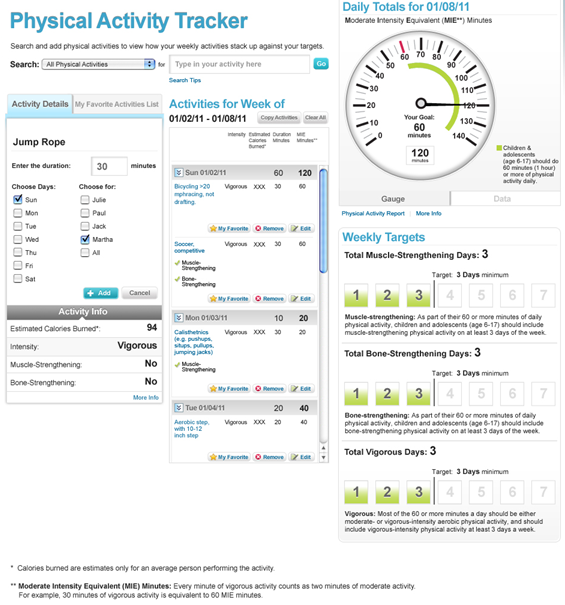 Physical Activity Tracker
Search and add physical activities to view how your weekly activities stack up against your targets.
Search: All Physical Activities for Type in your activity here Go
Search Tips
Activity Details My Favorite Activities List
Jump Rope
Enter the duration: 30 minutes
Choose Days: Choose for:
Sun Julie
Mon Paul
Tue Jack
Wed Martha
Thu All
Fri
Sat
+ Add Cancel
Activity Info
Estimated Calories Burned*: 94
Intensity: Vigorous
Muscle-Strengthening: No
Bone-Strengthening: No
More Info
Activities for Week of
01/02/11 - 01/08/11 Copy Activities Clear All
Intensity Estimated Calories Burned* Duration Minutes MIE Minutes**
Sun 01/02/11 60 120
Bicycling >20 Vigorous XXX 30 60
mphracing, not
drafting.
My Favorite Remove Edit
Soccer, Vigorous XXX 30 60
competitive
Muscle-
Strengthening
Bone-
Strengthening
My Favorite Remove Edit
Mon 01/03/11 10 20
Calisthetnics Vigorous XXX 30 20
(e.g. pushups,
situps, pullups,
jumping jacks)
Muscle-
Strengthening
My Favorite Remove Edit
Tue 01/04/11 20 40
Aerobic step, Vigorous XXX 20 40
with 10-12
inch step
My Favorite Remove Edit
Daily Totals for 01/08/11
Moderate Intensity Equivalent (MIE**) Minutes
0 10 20 30 40 50 60 70 80 90 100 110 120 130 140
Your Goal:
60
minutes
120
minutes
Children &
adolescents
(age 6-17) should do
60 minutes (1 hour)
or more of physical
activity daily.
Gauge Data
Physical Activity Report | More Info
Weekly Targets
Total Muscle-Strengthening Days: 3
Target: 3 Days minimum
1 2 3 4 5 6 7
Muscle-strengthening: As part of their 60 or more minutes of daily
physical activity, children and adolescents (age 6-17) should include
muscle-strengthening physical activity on at least 3 days of the week.
Total Bone-Strengthening Days: 3
Target: 3 Days minimum
1 2 3 4 5 6 7
Bone-strengthening: As part of their 60 or more minutes of daily
physical activity, children and adolescents (age 6-17) should include
bone-strengthening physical activity on at least 3 days of the week.
Total Vigorous Days: 3
Target: 3 Days minimum
1 2 3 4 5 6 7
Vigorous: Most of the 60 or more minutes a day should be either
moderate- or vigorous-intensity aerobic physical activity, and should
include vigorous-intensity physical activity at least 3 days a week.
* Calories burned are estimates only for an average person performing the activity.
** Moderate Intensity Equivalent (MIE) Minutes: Every minute of vigorous activity counts as two minutes of moderate activity.
For example, 30 minutes of vigorous activity is equivalent to 60 MIE minutes.